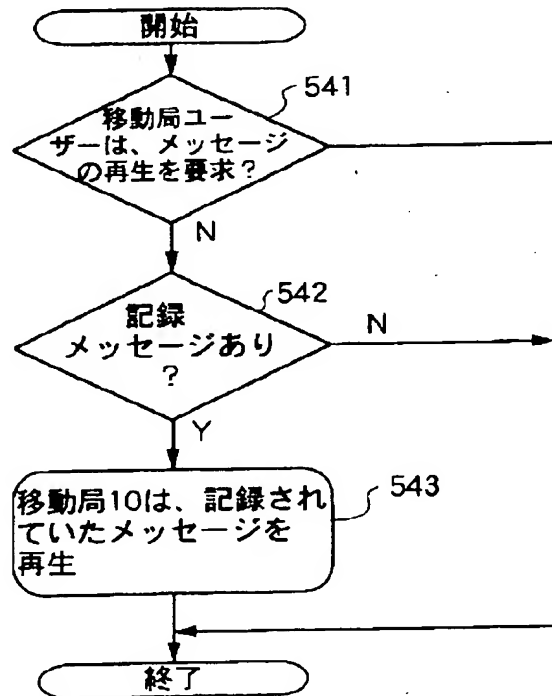 開始
541
移動局ユー
ザーは、メッセージ
の再生を要求?
N
542
記録
メッセージあり
?
N
Y
543
移動局10は、記録され
ていたメッセージを
再生
終了